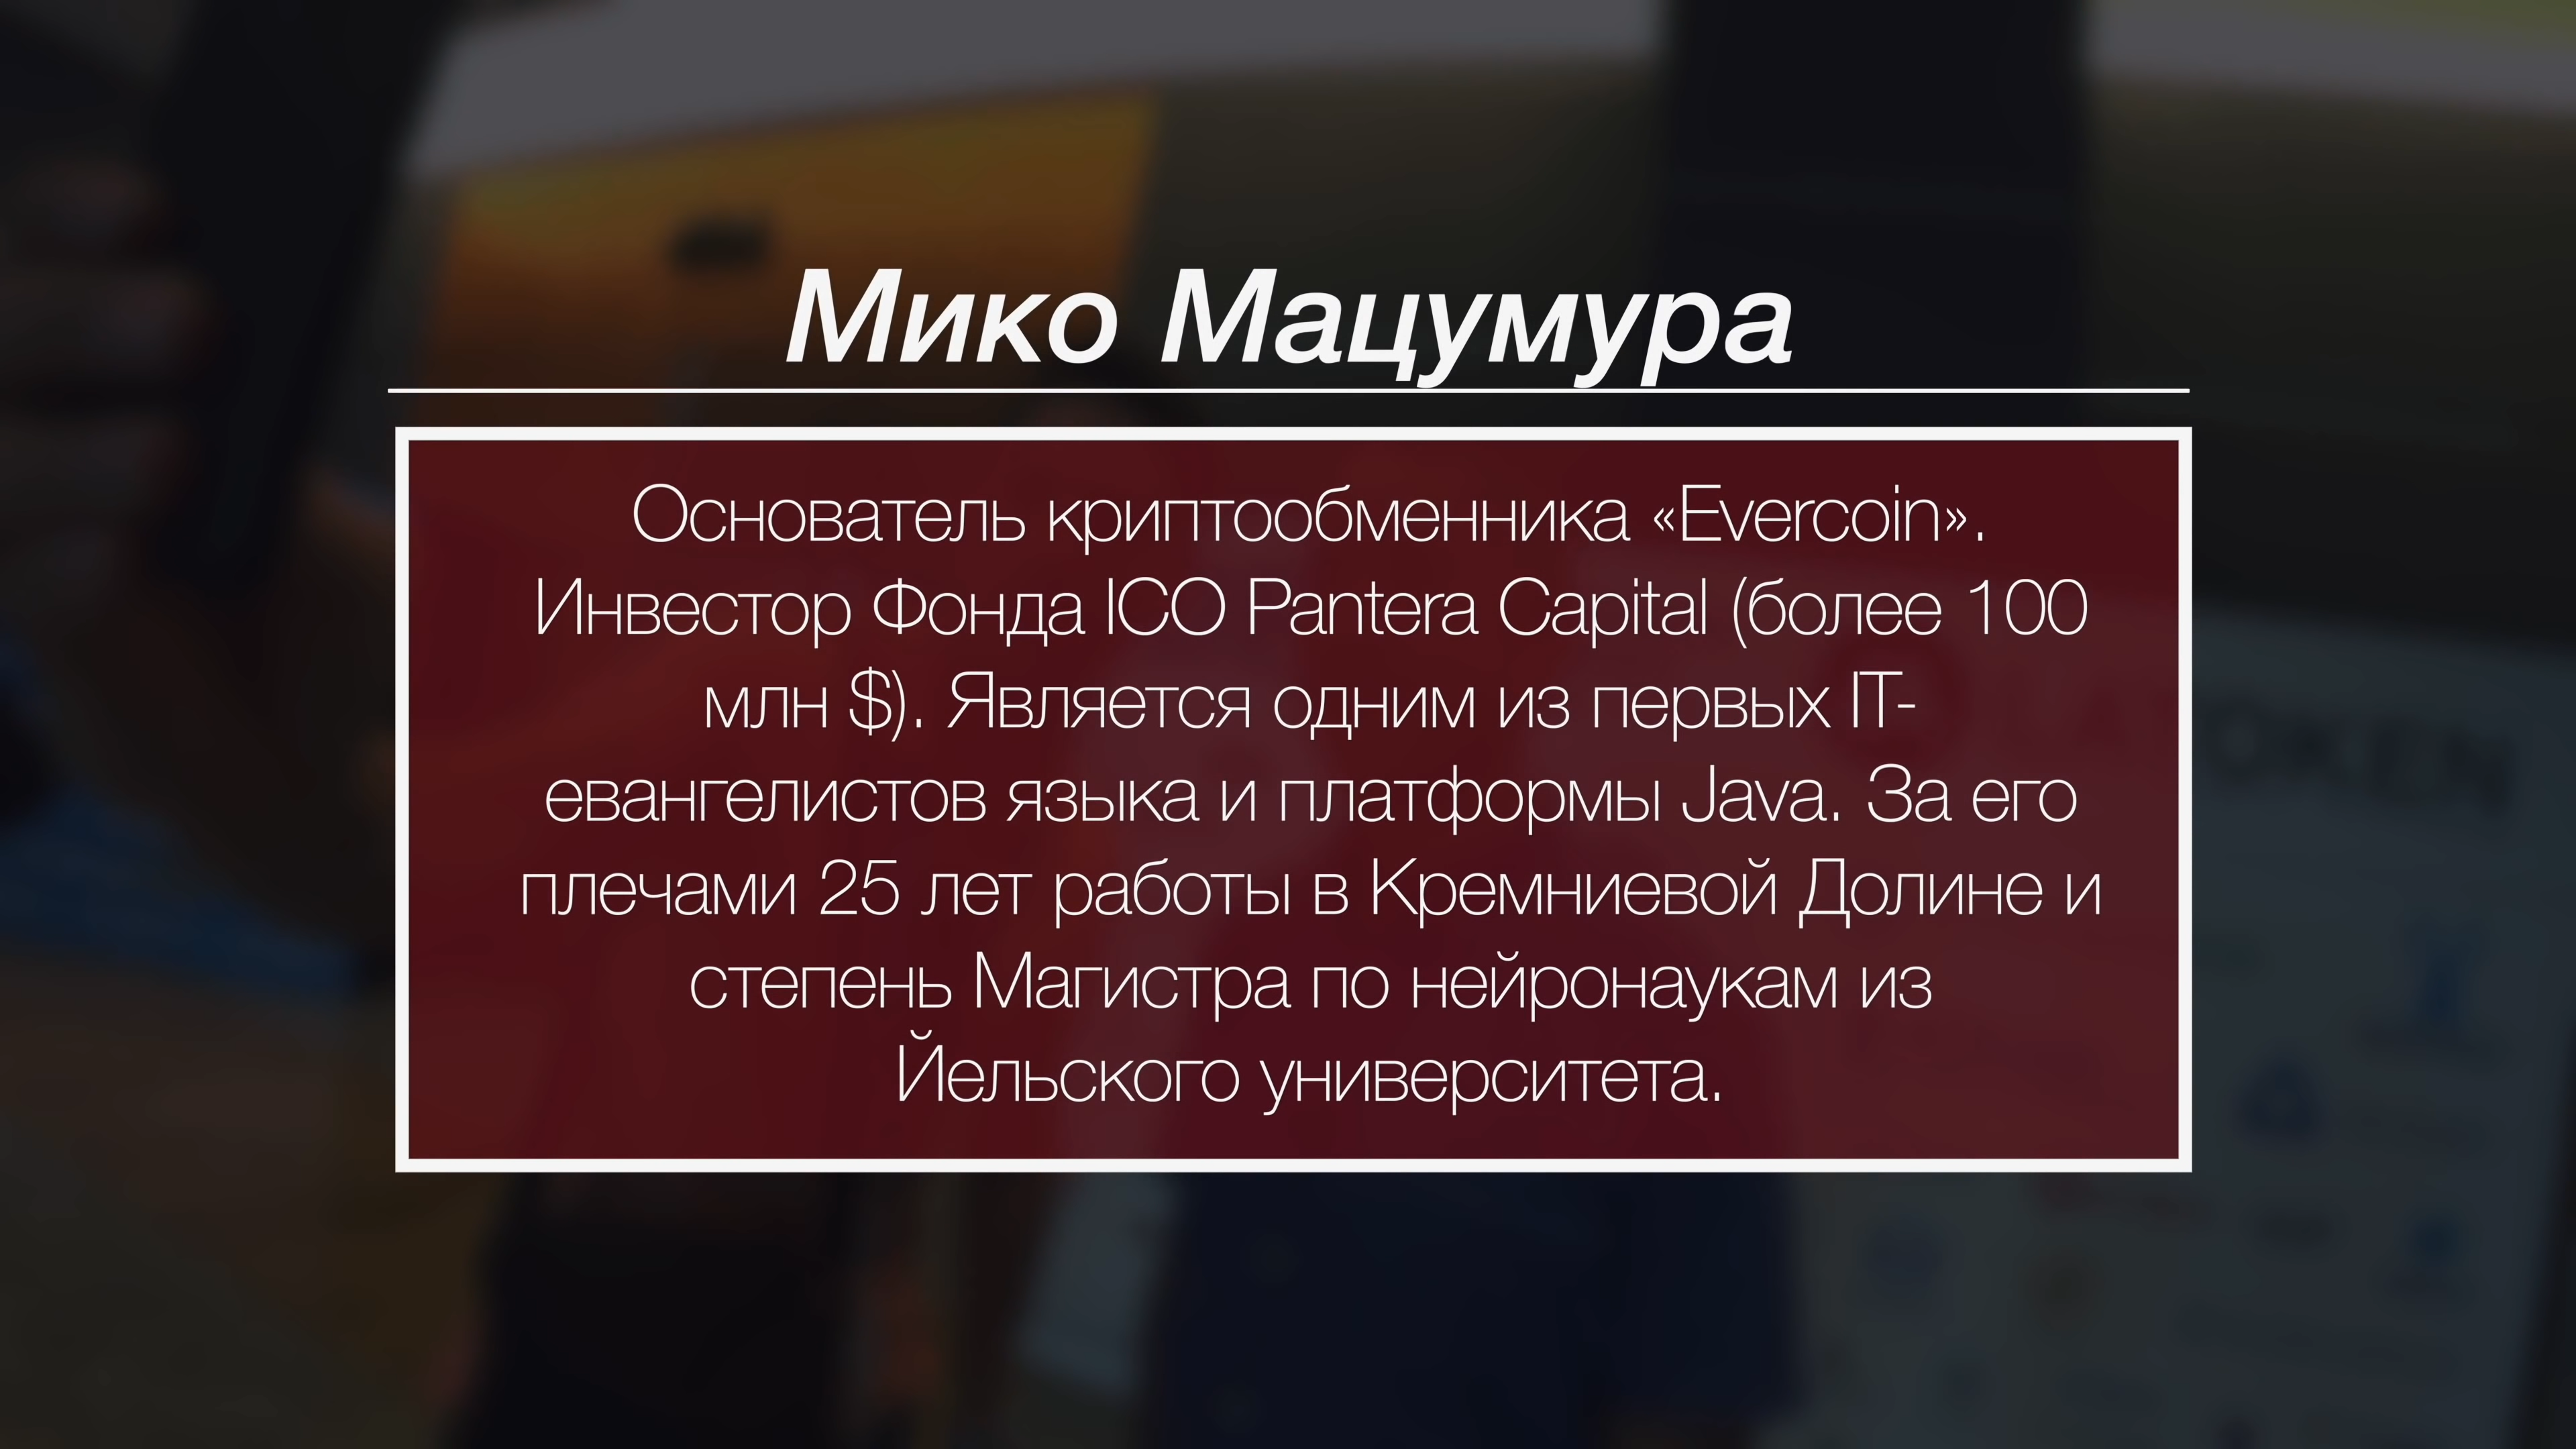 Мико Мацумура
Основатель криптообменника «Evercoin».
Инвестор Фонда ICO Pantera Capital (более 100
млн $). Является одним из первых IT-
евангелистов языка и платформы Java. За его
плечами 25 лет работы в Кремниевой Долине и
степень Магистра по нейронаукам из
Йельского университета.